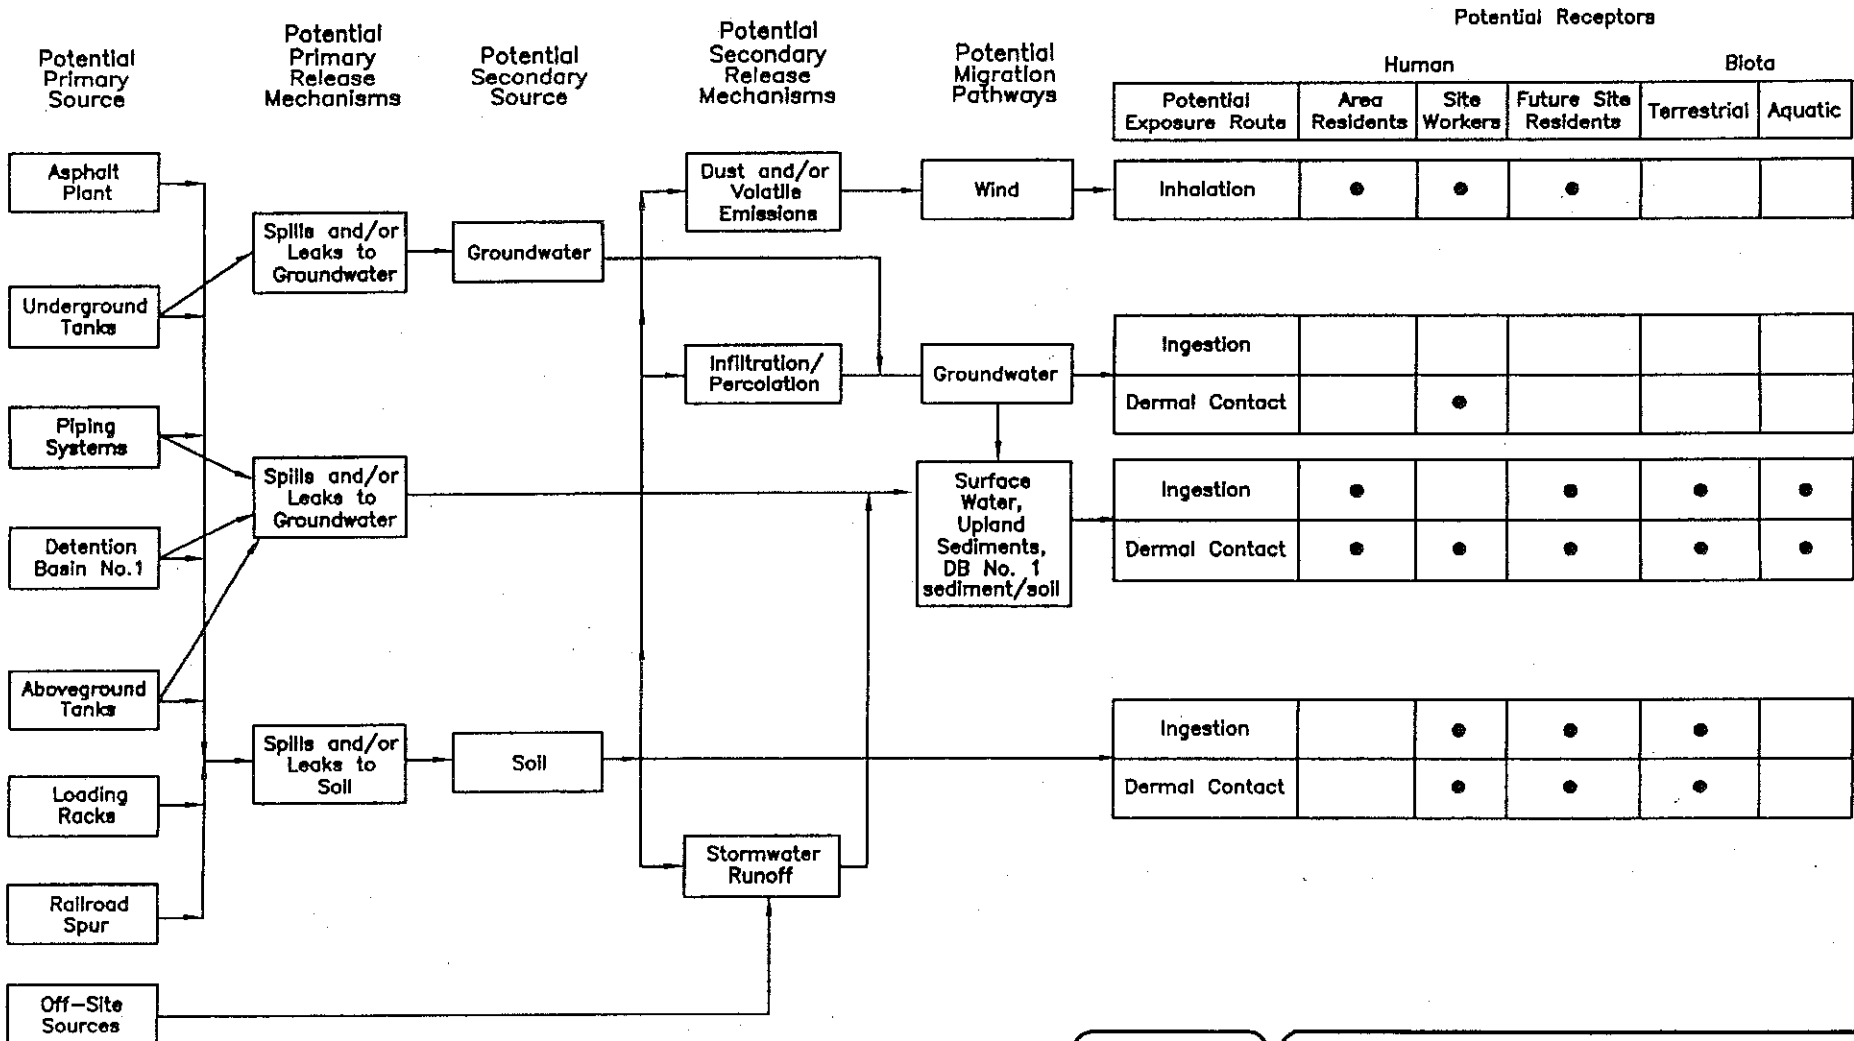 Potential Receptors
Potential
Primary
Source
Potential
Primary
Release
Mechanisms
Potential
Secondary
Source
Potential
Secondary
Release
Mechanisms
Potential
Migration
Pathways
Human
Biota
Potential
Exposure Route
Area
Residents
Site
Workers
Future Site
Residents
Terrestrial
Aquatic
Asphalt
Plant
Underground
Tanks
Piping
Systems
Detention
Basin No.1
Aboveground
Tanks
Loading
Racks
Railroad
Spur
Off-Site
Sources
Spills and/or
Leaks to
Groundwater
Spills and/or
Leaks to
Groundwater
Spills and/or
Leaks to
Soil
Groundwater
Soil
Dust and/or
Volatile
Emissions
Infiltration/
Percolation
Stormwater
Runoff
Wind
Groundwater
Surface
Water,
Upland
Sediments,
DB No. 1
sediment/soil
Inhalation
Ingestion
Dermal Contact
Ingestion
Dermal Contact
Ingestion
Dermal Contact